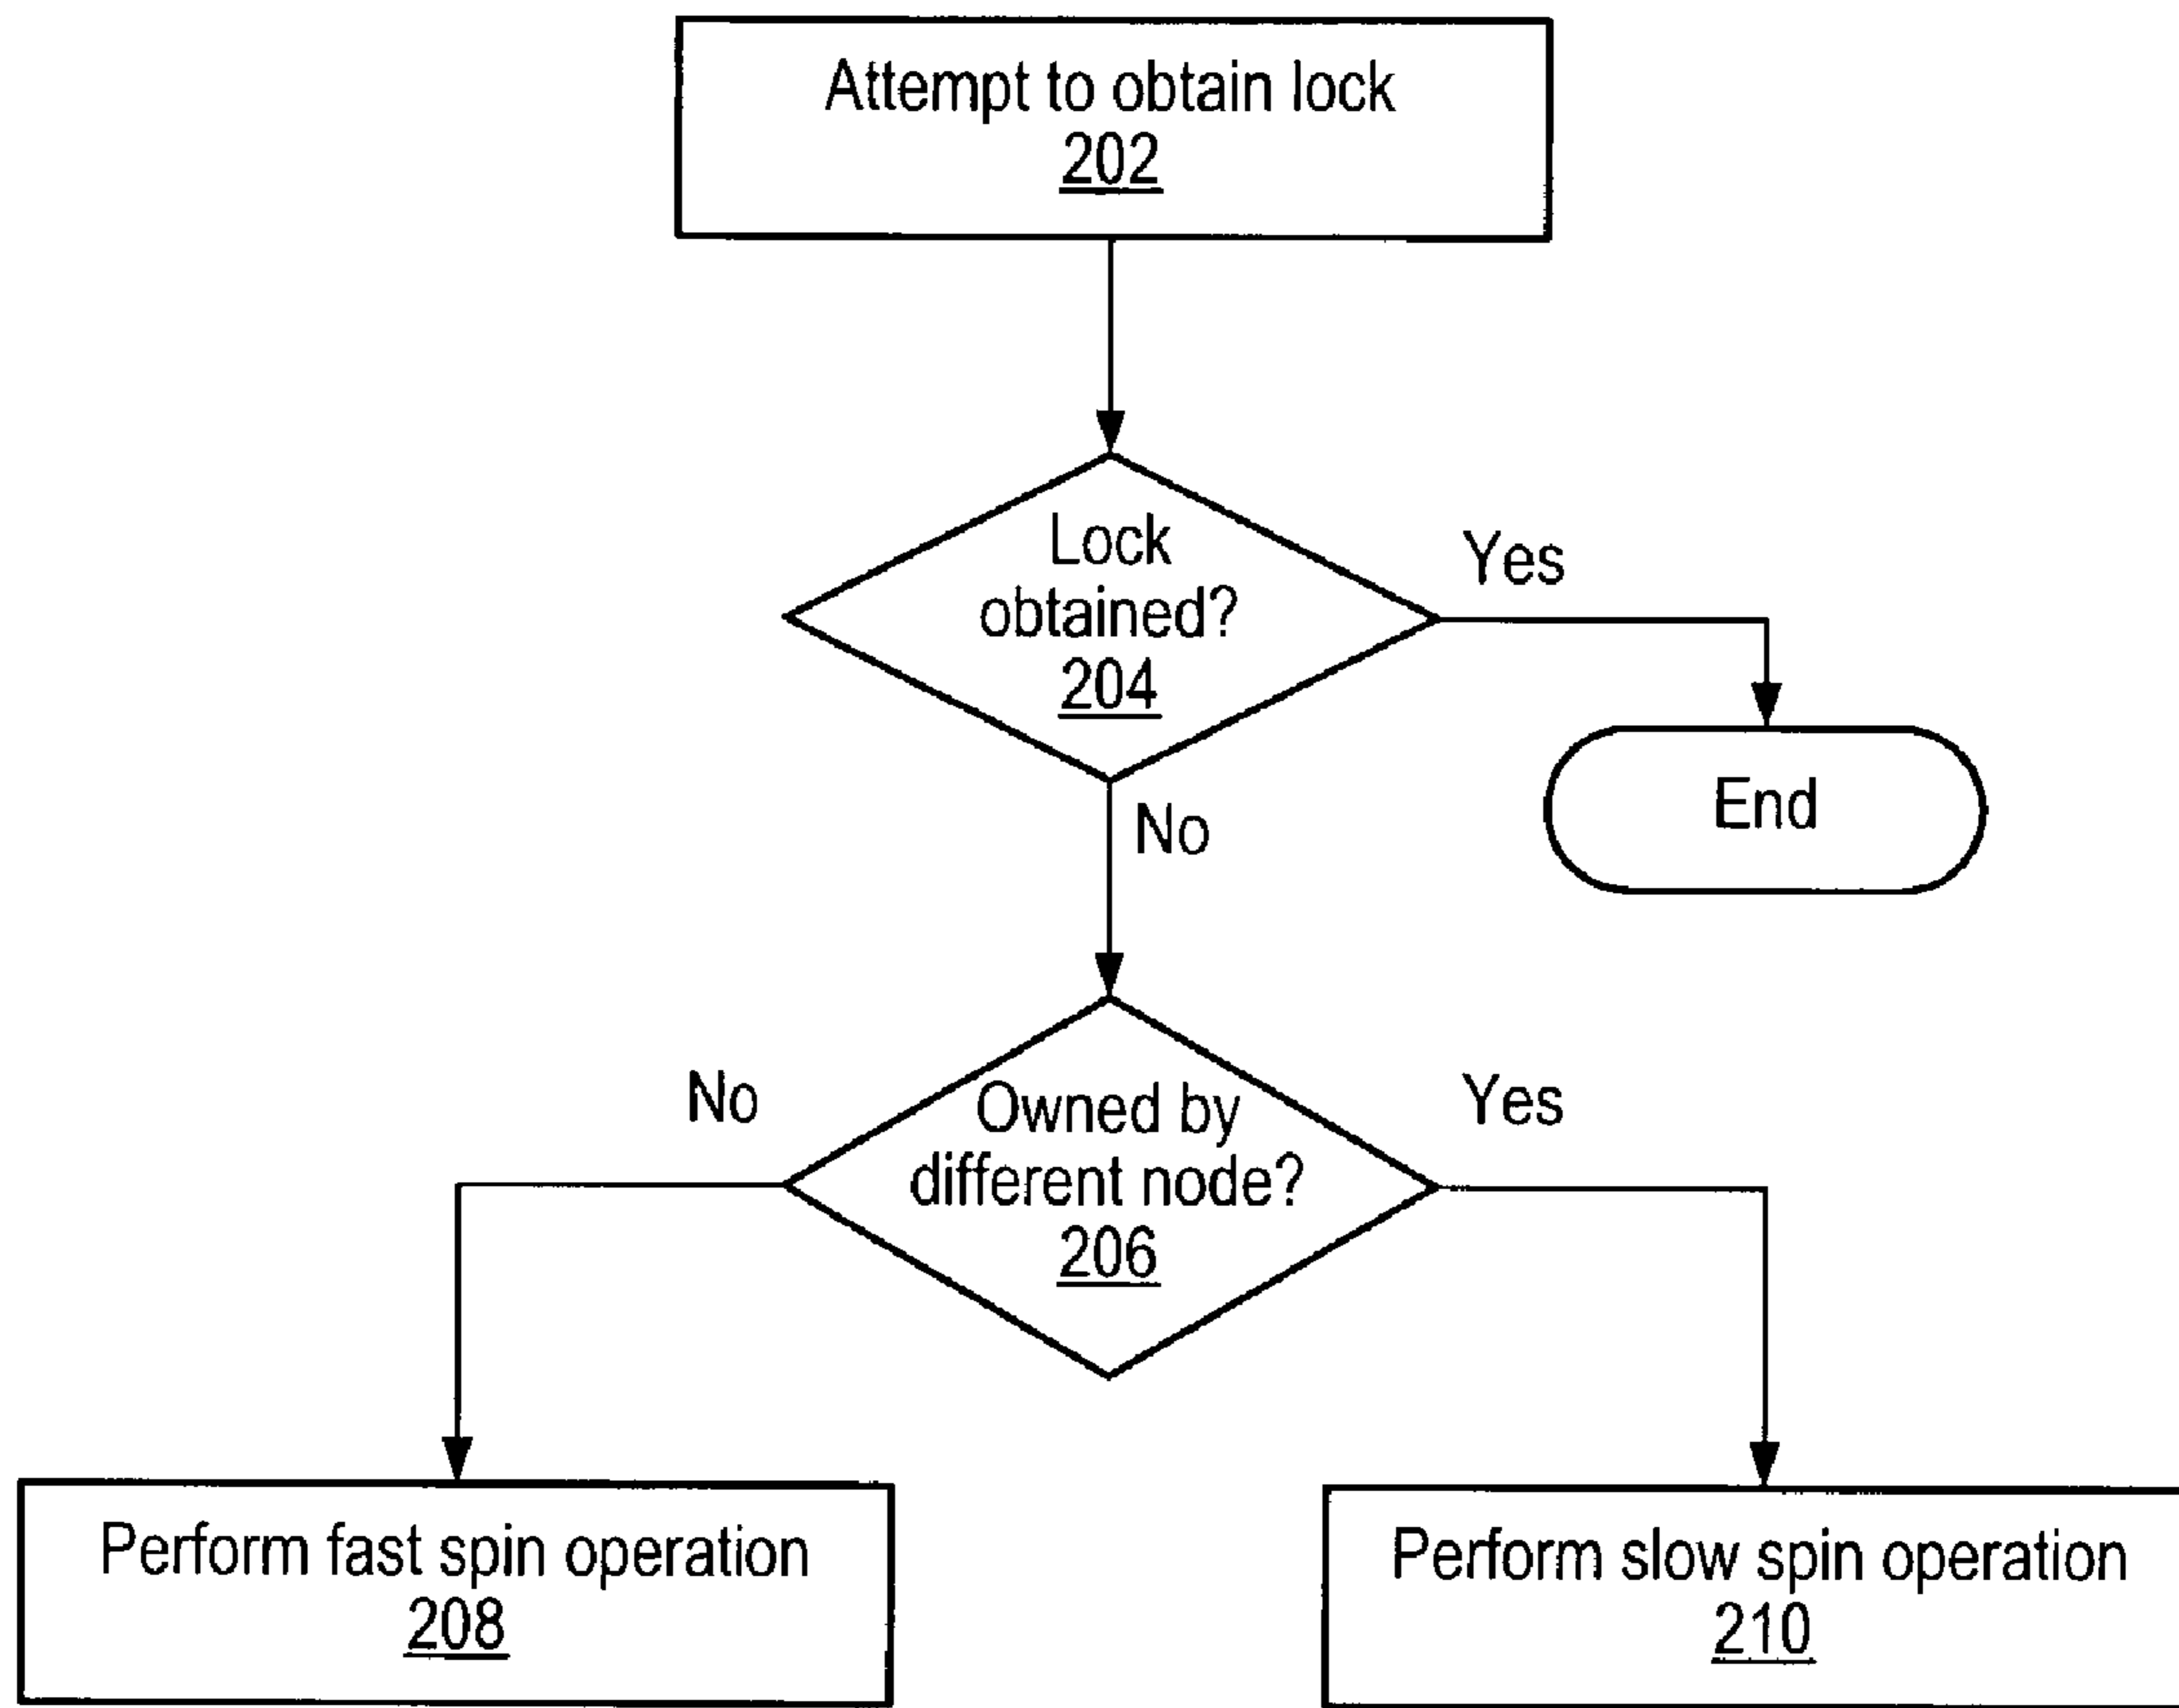 Attempt to obtain lock
202
Lock
obtained?
204
Yes
End
No
Owned by
different node?
206
No
Yes
Perform fast spin operation
208
Perform slow spin operation
210